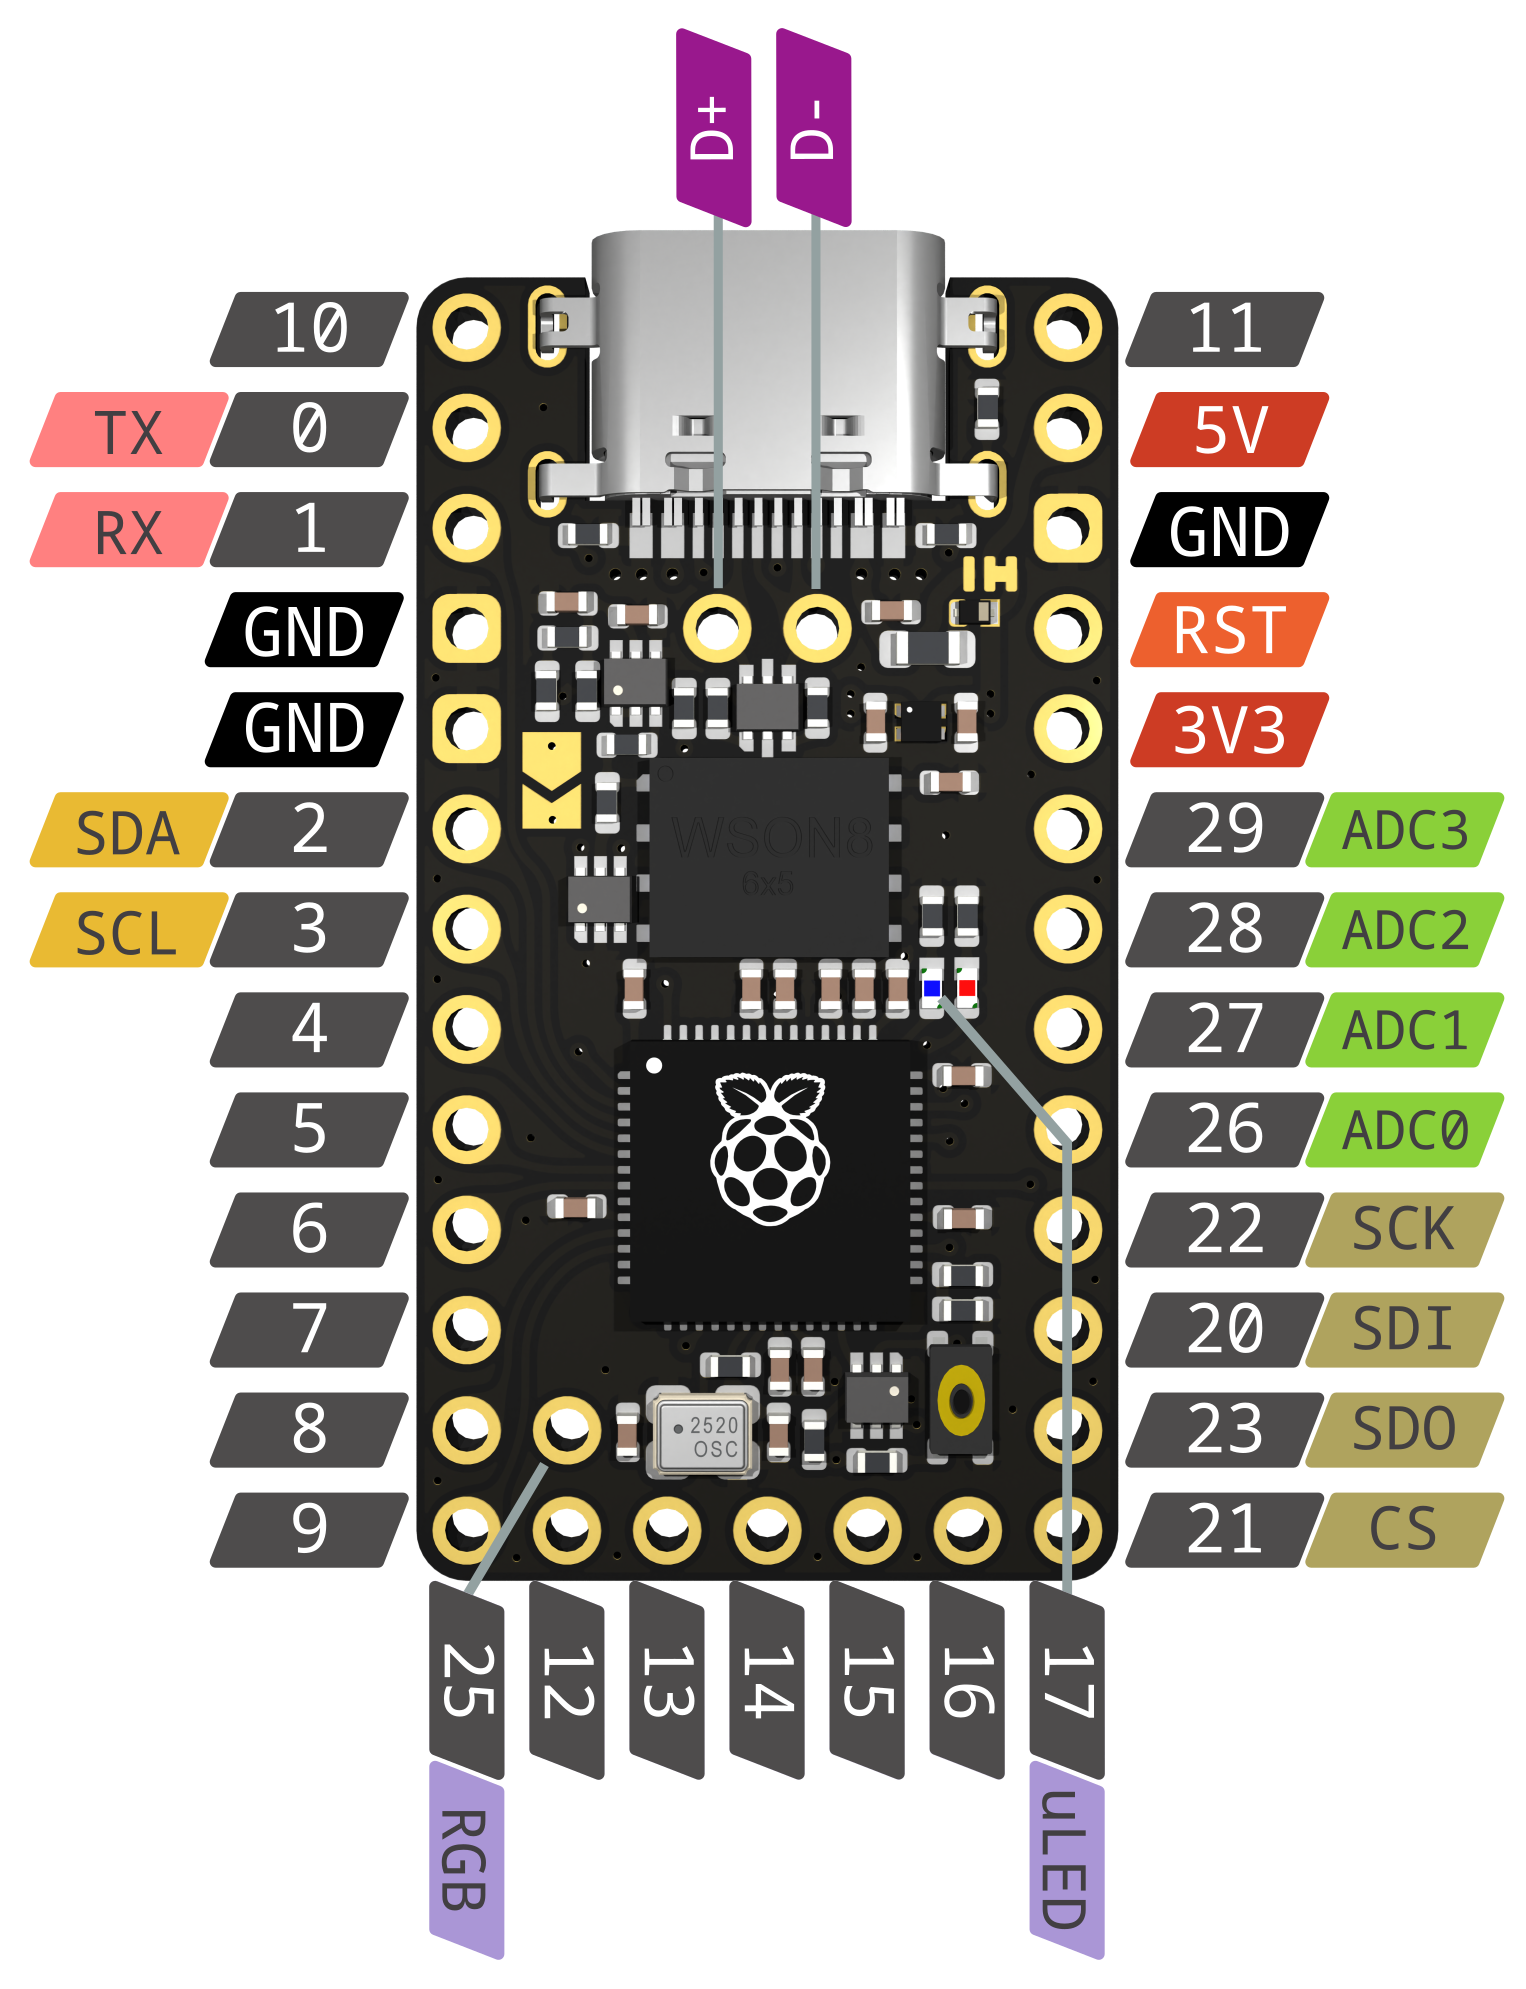 D+ D-
10 11
TX 0 5V
RX 1 GND
GND RST
GND 3V3
SDA 2 29 ADC3
SCL 3 28 ADC2
4 27 ADC1
5 26 ADC0
6 22 SCK
7 20 SDI
8 23 SDO
9 21 CS
WSON8
6x5
2520
OSC
25 12 13 14 15 16 17
RGB uLED